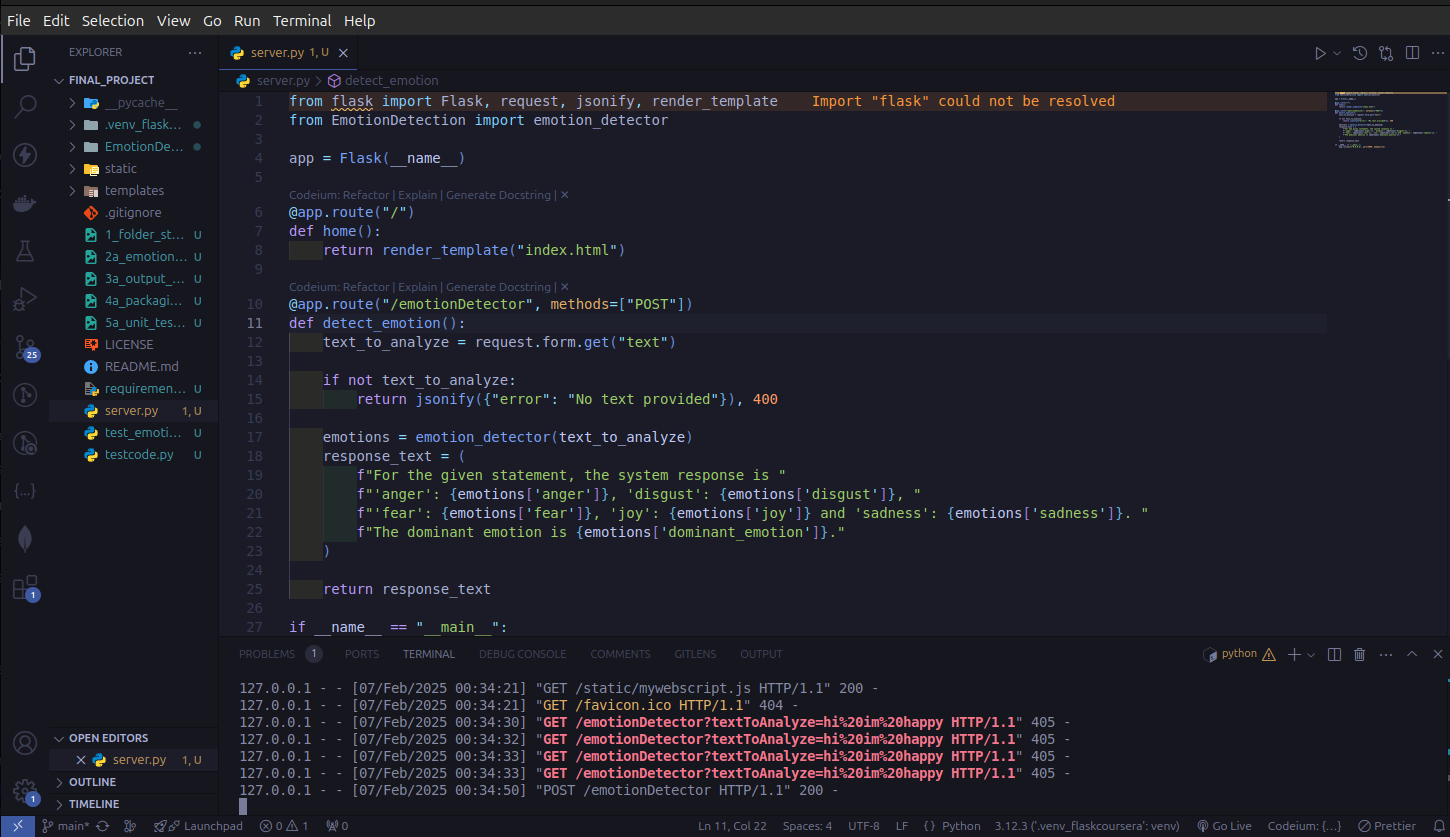 File Edit Selection View Go Run Terminal Help
EXPLORER
FINAL_PROJECT
__pycache__
.venv_flask...
EmotionDe...
static
templates
.gitignore
1_folder_st... U
2a_emotion... U
3a_output_... U
4a_packagi... U
5a_unit_tes... U
LICENSE
README.md
requiremen... U
server.py 1, U
test_emoti... U
testcode.py U
OPEN EDITORS
server.py 1, U
OUTLINE
TIMELINE
25
1
1
server.py 1, U
server.py > detect_emotion
1 from flask import Flask, request, jsonify, render_template Import "flask" could not be resolved
2 from EmotionDetection import emotion_detector
3
4 app = Flask(__name__)
5
Codeium: Refactor | Explain | Generate Docstring | ✕
6 @app.route("/")
7 def home():
8 return render_template("index.html")
9
Codeium: Refactor | Explain | Generate Docstring | ✕
10 @app.route("/emotionDetector", methods=["POST"])
11 def detect_emotion():
12 text_to_analyze = request.form.get("text")
13
14 if not text_to_analyze:
15 return jsonify({"error": "No text provided"}), 400
16
17 emotions = emotion_detector(text_to_analyze)
18 response_text = (
19 f"For the given statement, the system response is "
20 f"'anger': {emotions['anger']}, 'disgust': {emotions['disgust']}, "
21 f"'fear': {emotions['fear']}, 'joy': {emotions['joy']} and 'sadness': {emotions['sadness']}. "
22 f"The dominant emotion is {emotions['dominant_emotion']}."
23 )
24
25 return response_text
26
27 if __name__ == "__main__":
PROBLEMS 1 PORTS TERMINAL DEBUG CONSOLE COMMENTS GITLENS OUTPUT
python
127.0.0.1 - - [07/Feb/2025 00:34:21] "GET /static/mywebscript.js HTTP/1.1" 200 -
127.0.0.1 - - [07/Feb/2025 00:34:21] "GET /favicon.ico HTTP/1.1" 404 -
127.0.0.1 - - [07/Feb/2025 00:34:30] "GET /emotionDetector?textToAnalyze=hi%20im%20happy HTTP/1.1" 405 -
127.0.0.1 - - [07/Feb/2025 00:34:32] "GET /emotionDetector?textToAnalyze=hi%20im%20happy HTTP/1.1" 405 -
127.0.0.1 - - [07/Feb/2025 00:34:33] "GET /emotionDetector?textToAnalyze=hi%20im%20happy HTTP/1.1" 405 -
127.0.0.1 - - [07/Feb/2025 00:34:33] "GET /emotionDetector?textToAnalyze=hi%20im%20happy HTTP/1.1" 405 -
127.0.0.1 - - [07/Feb/2025 00:34:50] "POST /emotionDetector HTTP/1.1" 200 -
main* Launchpad 0 1 0 Ln 11, Col 22 Spaces: 4 UTF-8 LF {} Python 3.12.3 ('.venv_flaskcoursera': venv) Go Live Codeium: {...} Prettier